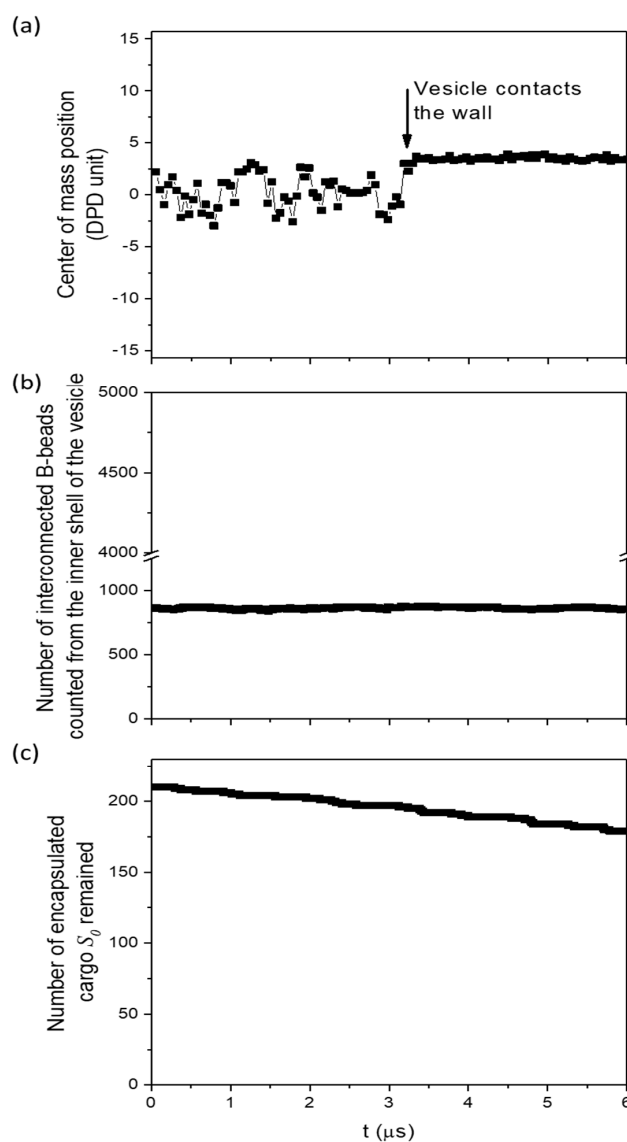 (a)
Center of mass position
(DPD unit)
15
10
5
0
-5
-10
-15
Vesicle contacts
the wall
(b)
Number of interconnected B-beads
counted from the inner shell of the vesicle
5000
4500
4000
1000
500
0
(c)
Number of encapsulated
cargo S0 remained
200
150
100
50
0
0 1 2 3 4 5 6
t (μs)